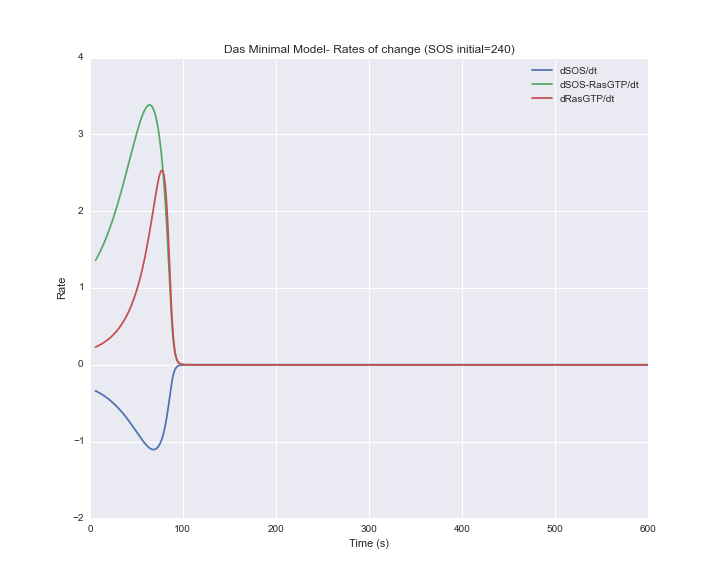 Das Minimal Model- Rates of change (SOS initial=240)
dSOS/dt
dSOS-RasGTP/dt
dRasGTP/dt
4
3
2
1
0
−1
−2
Rate
0 100 200 300 400 500 600
Time (s)